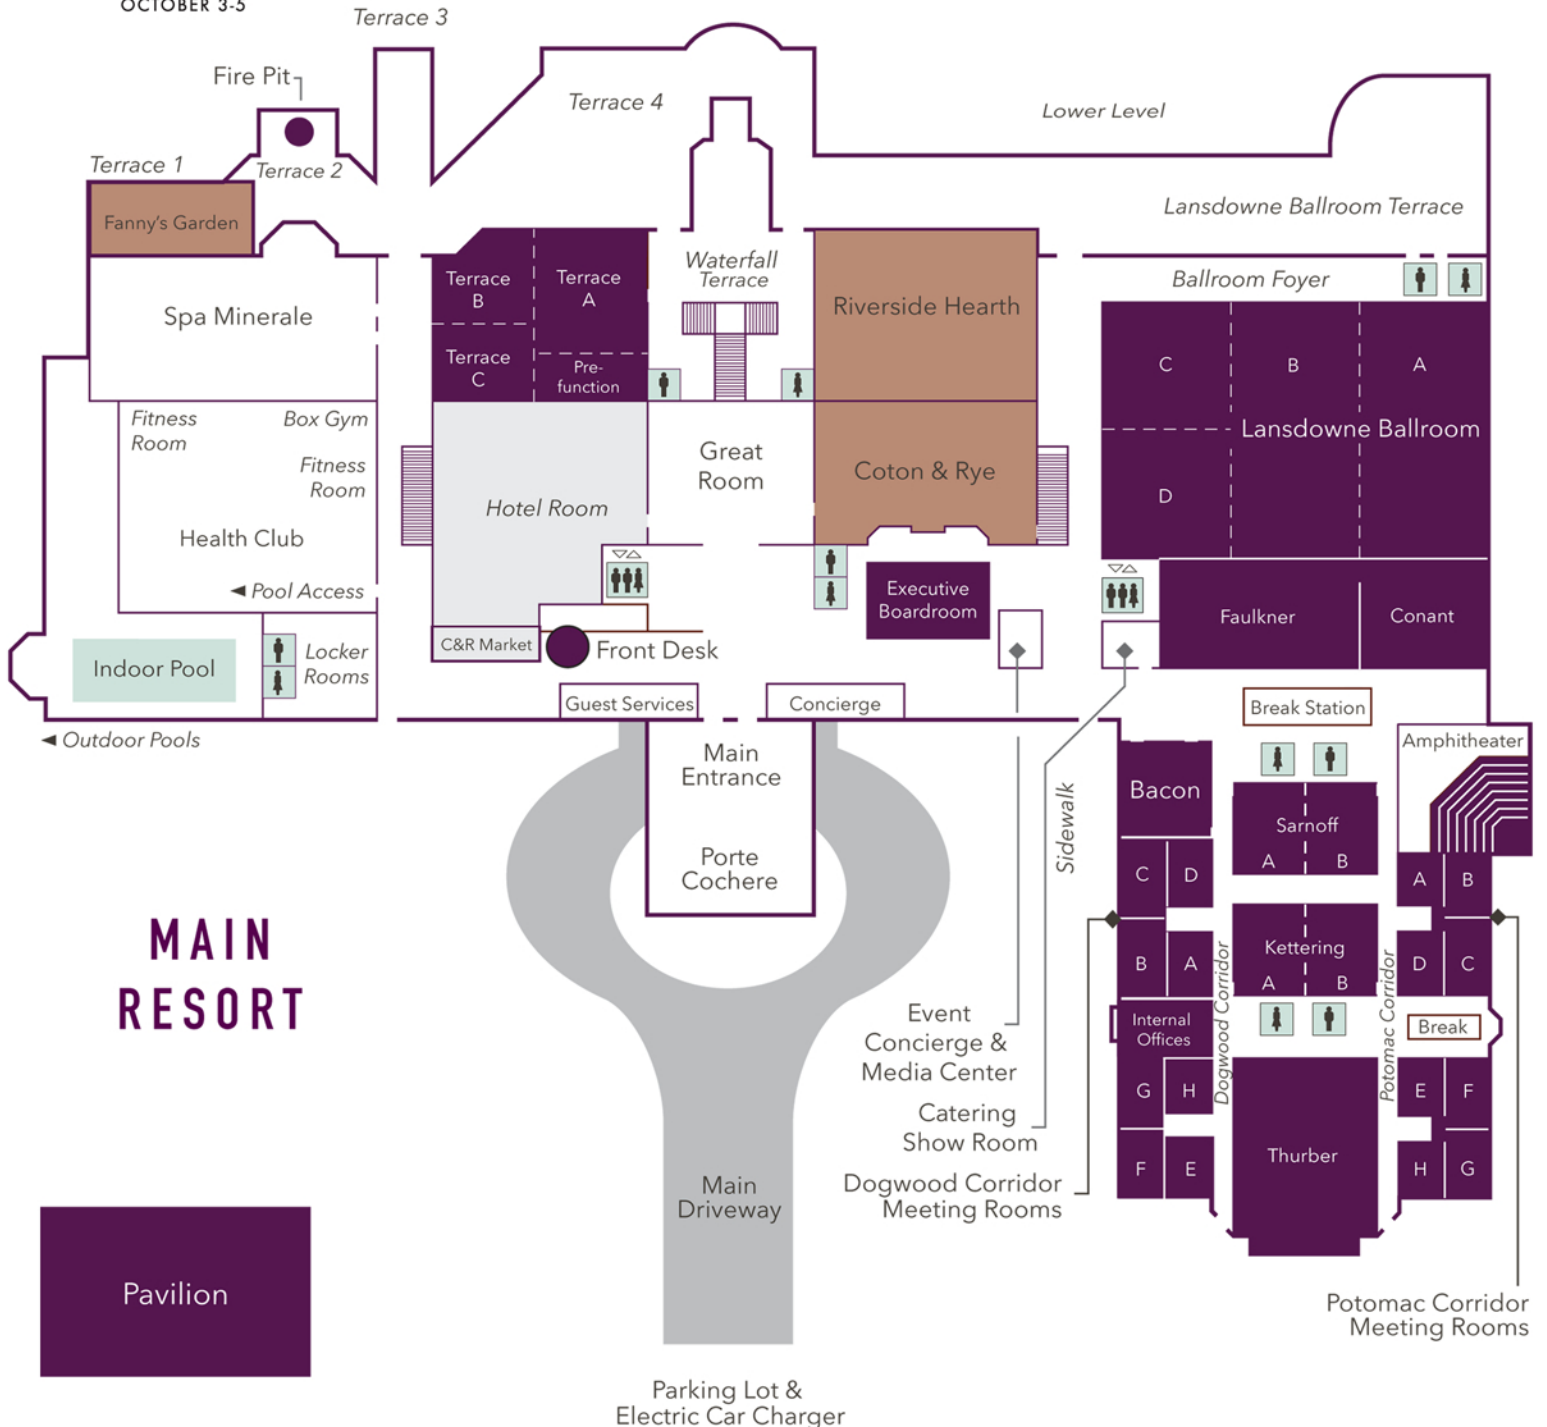 OCTOBER 3-5
Terrace 3
Fire Pit
Terrace 4
Lower Level
Terrace 1
Terrace 2
Fanny's Garden
Lansdowne Ballroom Terrace
Spa Minerale
Terrace
B
Terrace
A
Terrace
C
Pre-
function
Waterfall
Terrace
Riverside Hearth
Ballroom Foyer
C
B
A
Lansdowne Ballroom
D
Fitness
Room
Box Gym
Fitness
Room
Health Club
◄ Pool Access
Hotel Room
Great
Room
Coton & Rye
Executive
Boardroom
Faulkner
Conant
Indoor Pool
Locker
Rooms
C&R Market
Front Desk
Guest Services
Concierge
Break Station
◄ Outdoor Pools
Main
Entrance
Porte
Cochere
Sidewalk
Bacon
Amphitheater
Sarnoff
A
B
C
D
A
B
Kettering
A
B
B
A
D
C
Dogwood Corridor
Potomac Corridor
Internal
Offices
Break
G
H
E
F
F
E
Thurber
H
G
MAIN
RESORT
Event
Concierge &
Media Center
Catering
Show Room
Dogwood Corridor
Meeting Rooms
Main
Driveway
Pavilion
Potomac Corridor
Meeting Rooms
Parking Lot &
Electric Car Charger